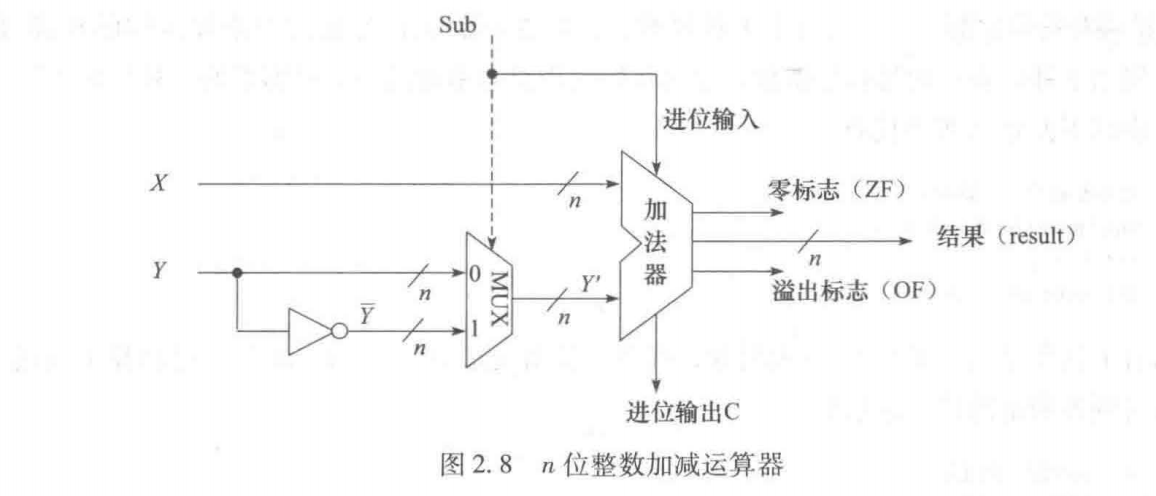 Sub
进位输入
X
n
加法器
零标志（ZF）
结果（result）
n
Y
n
0
MUX
Y′
n
溢出标志（OF）
Y̅
n
1
进位输出C
图 2.8 n 位整数加减运算器